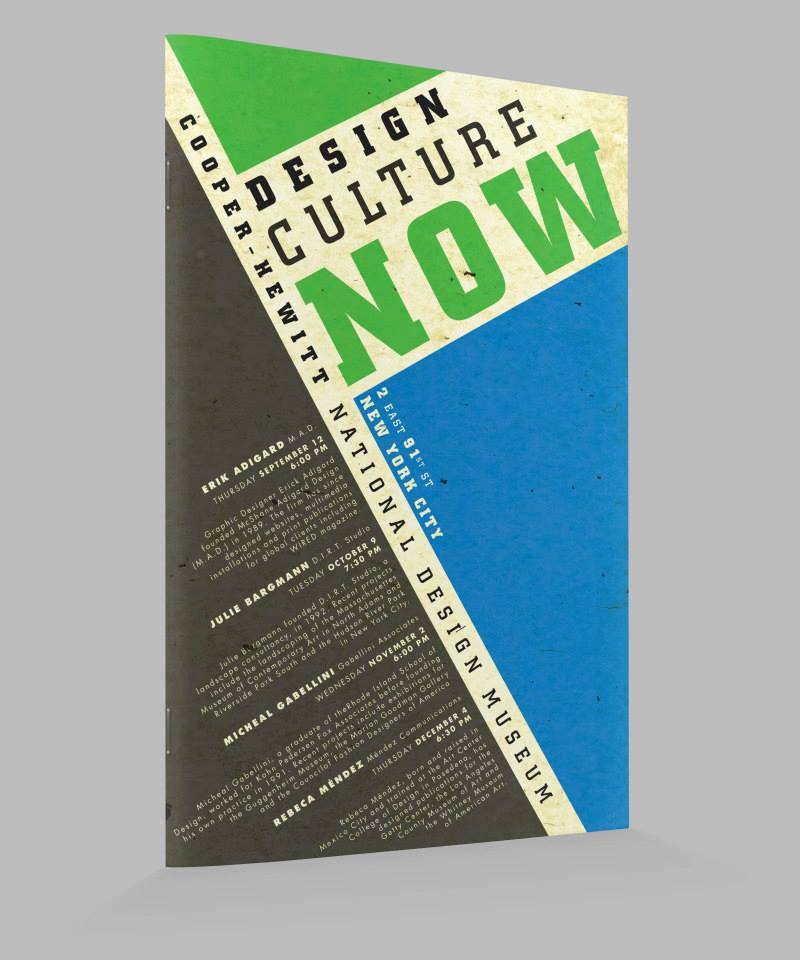 DESIGN
CULTURE
NOW
COOPER-HEWITT NATIONAL DESIGN MUSEUM
2 EAST 91ST ST
NEW YORK CITY
ERIK ADIGARD M.A.D.
THURSDAY SEPTEMBER 12
6:00 PM
Graphic Designer Erick Adigard
founded McShane Adigard Design
(M.A.D.) in 1989. The firm has since
designed websites, multimedia
installations and print publications
for global clients including
WIRED magazine.
JULIE BARGMANN D.I.R.T. Studio
TUESDAY OCTOBER 9
7:30 PM
Julie Bargmann founded D.I.R.T. Studio, a
landscape consultancy, in 1992. Recent projects
include the landscaping of the Massachusettes
Museum of Contemporary Art in North Adams and
Riverside Park South and the Hudson River Park
in New York City
MICHEAL GABELLINI Gabellini Associates
WEDNESDAY NOVEMBER 2
6:00 PM
Micheal Gabellini, a graduate of theRhode Island School of
Design, worked for Kohn Pedersen Fox Associates before founding
his own practice in 1991. Recent projects include exhibitions for
the Guggenheim Museum, the Marian Goodman Gallery
and the Councilof Fashion Designers of America
REBECA MÉNDEZ Méndez Communications
THURSDAY DECEMBER 4
6:30 PM
Rebeca Méndez, born and raised in
Mexico City and trained at the Art Center
College of Design in Pasadena, has
designed publications for the
Getty Center, the Los Angeles
County Museum of Art and
the Whitney Museum
of American Art